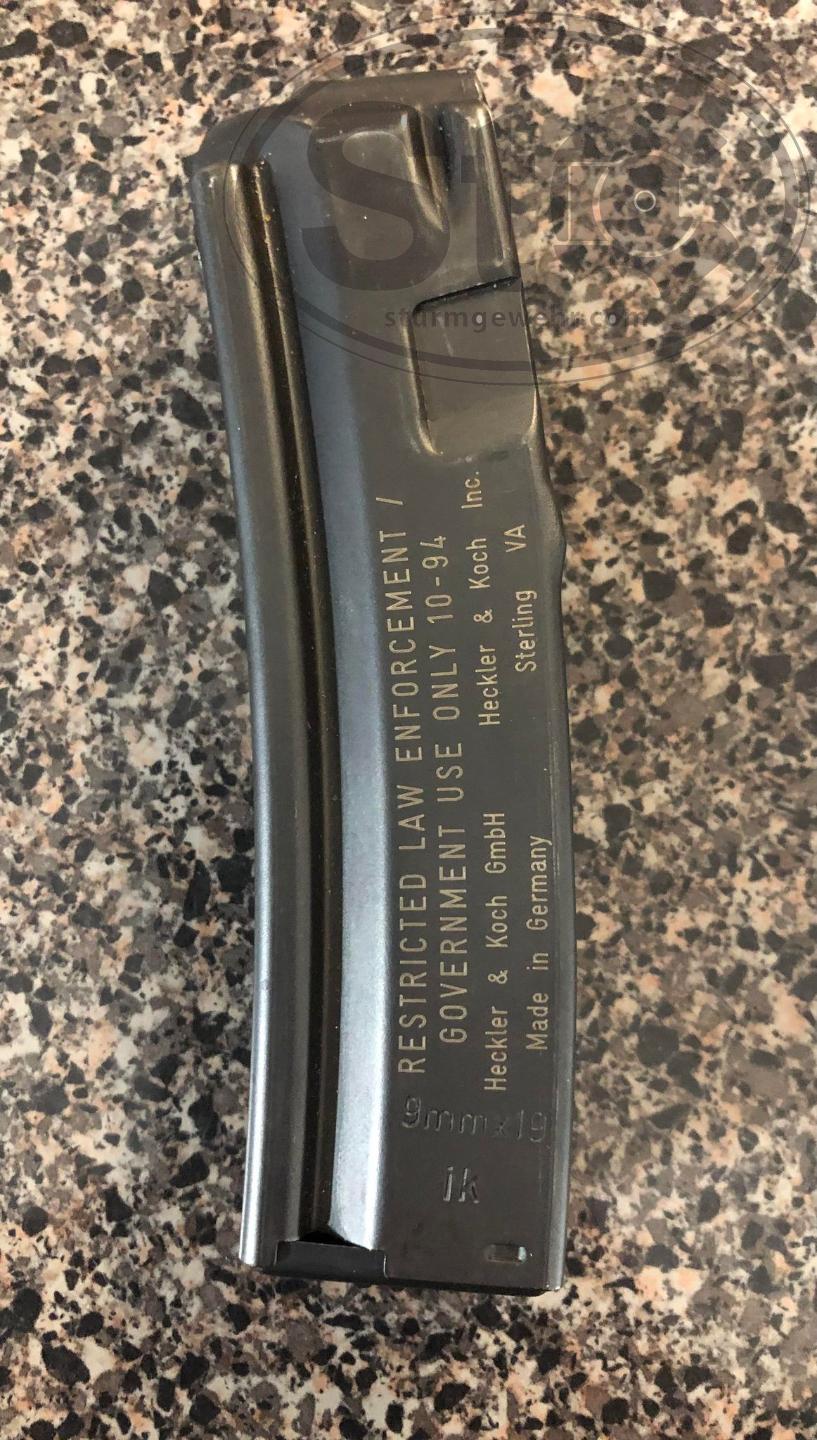 RESTRICTED LAW ENFORCEMENT /
GOVERNMENT USE ONLY 10-94
Heckler & Koch GmbH Heckler & Koch Inc.
Made in Germany Sterling VA
9mmx19
ik
StG
sturmgewehr.com